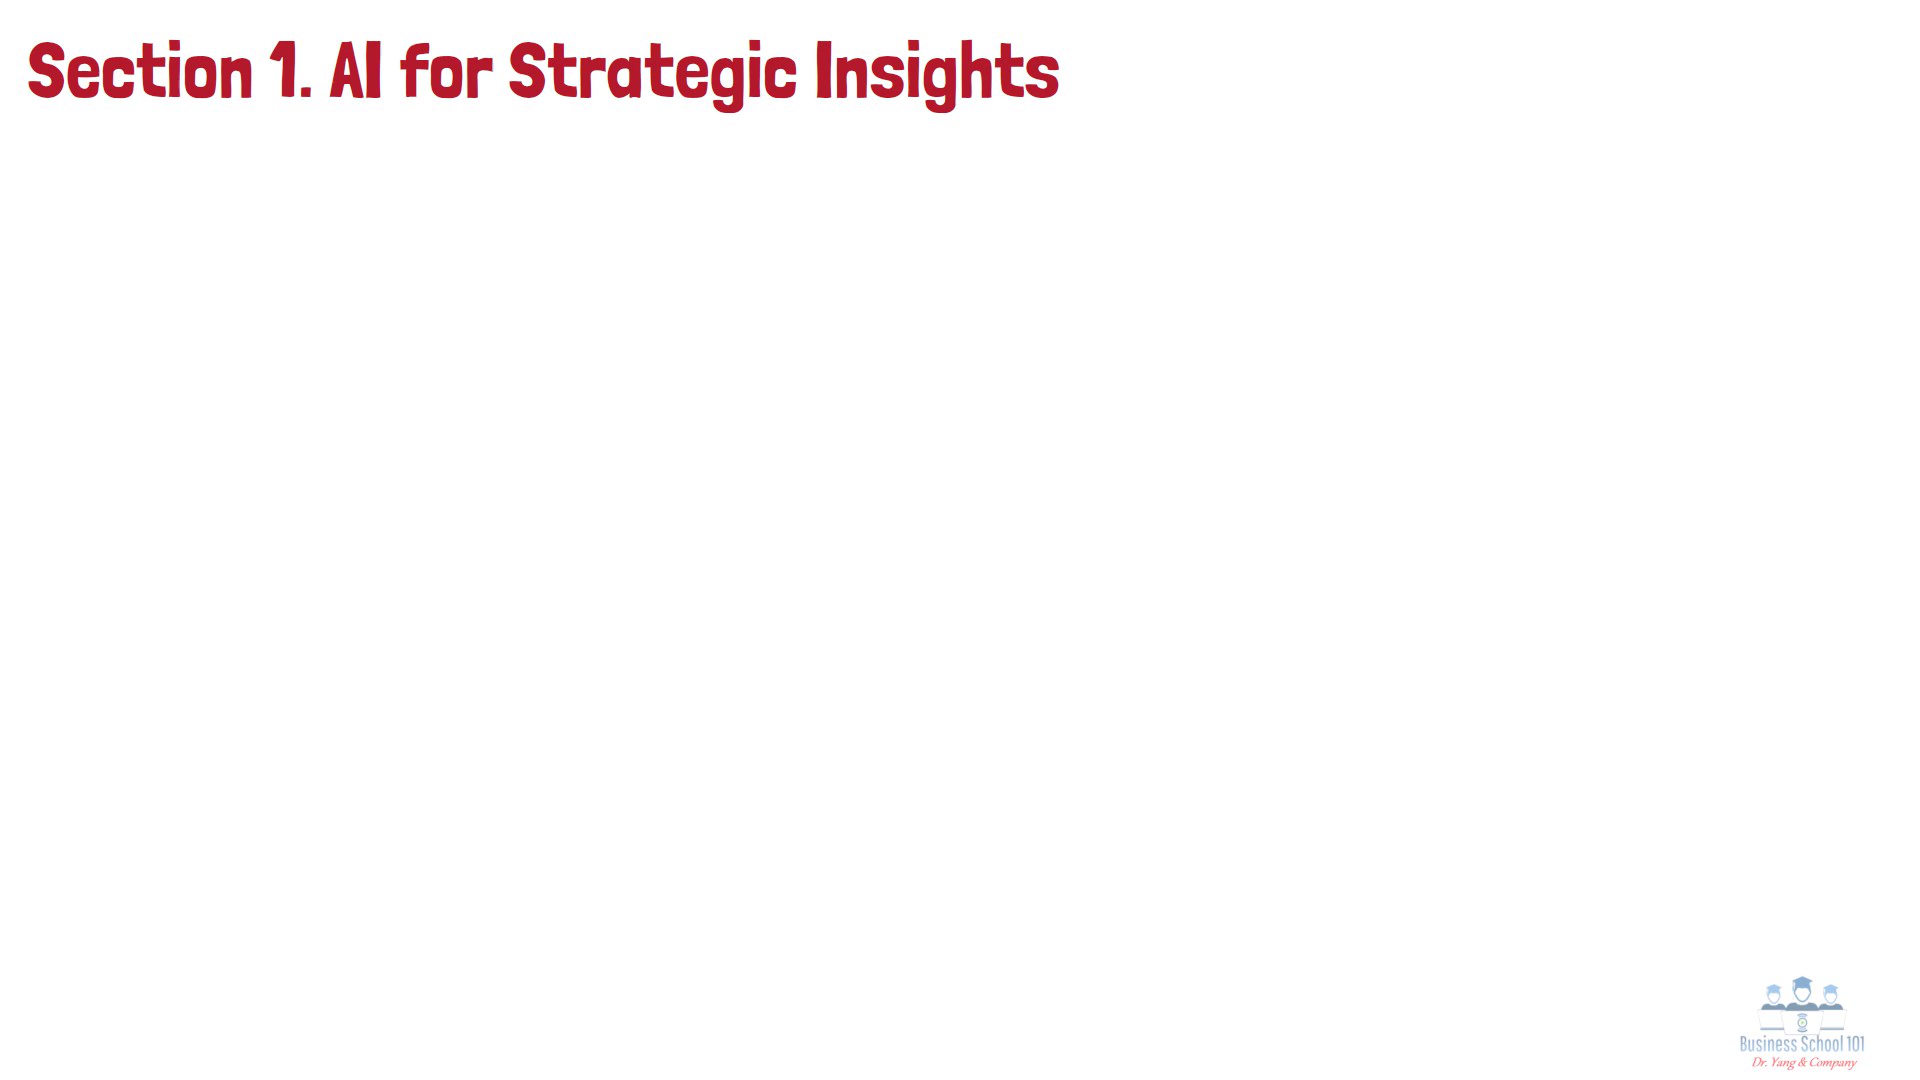 Section 1. AI for Strategic Insights
Business School 101
Dr. Yang & Company